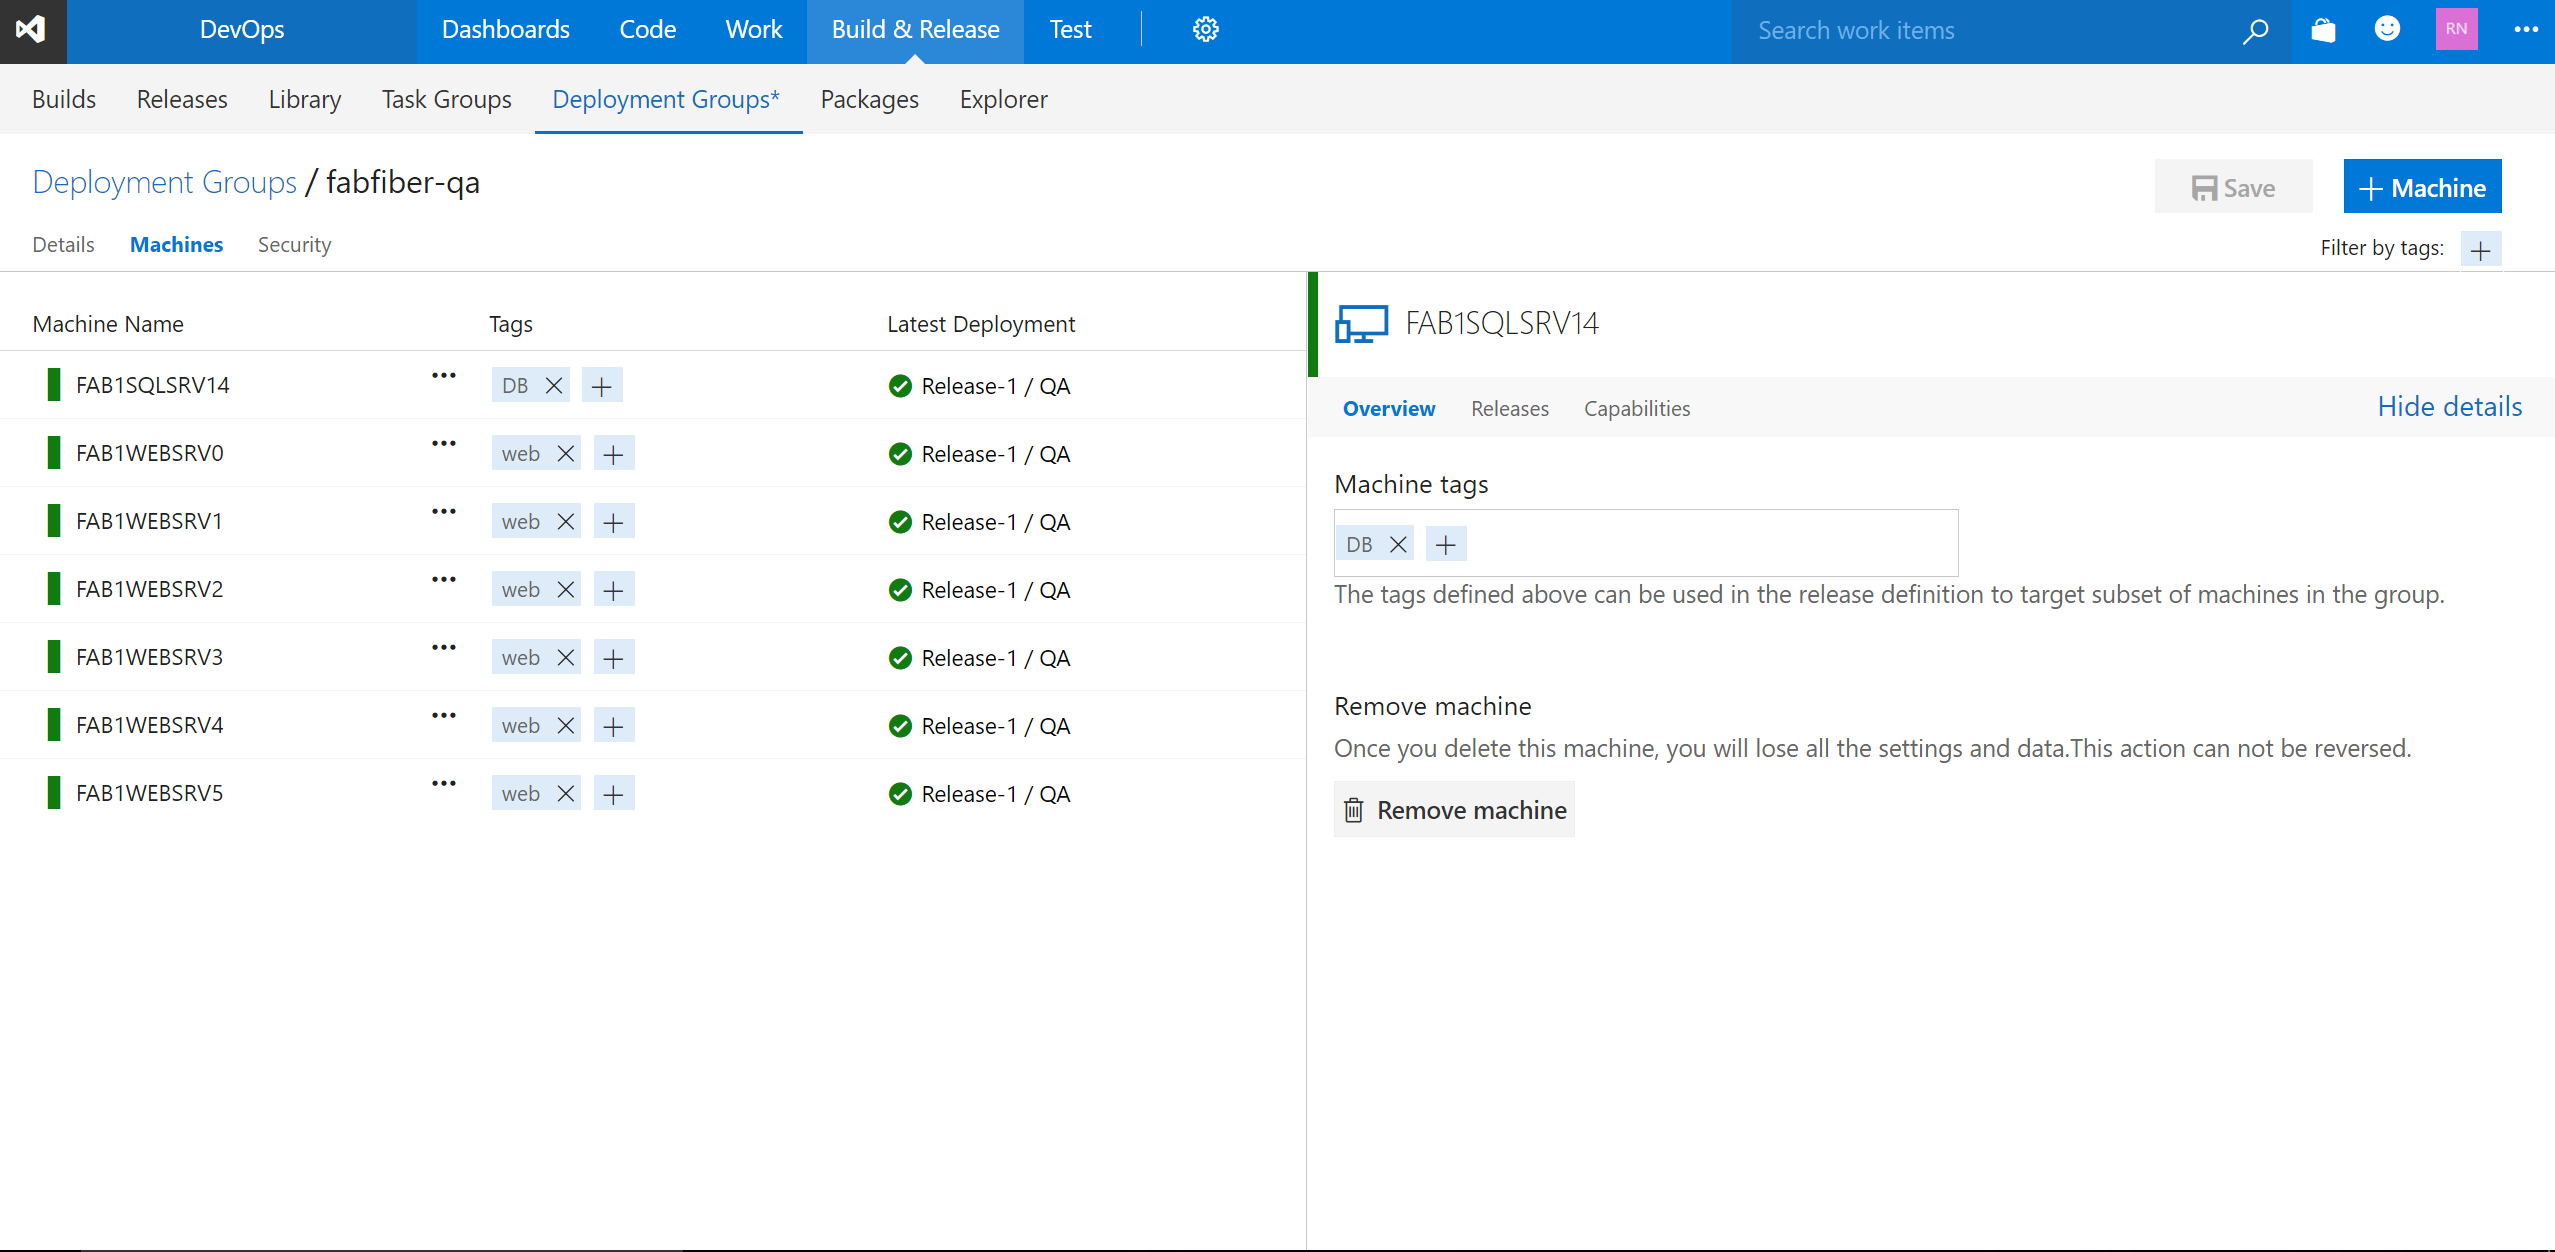 DevOps Dashboards Code Work Build & Release Test Search work items RN
Builds Releases Library Task Groups Deployment Groups* Packages Explorer
Deployment Groups / fabfiber-qa Save + Machine
Details Machines Security Filter by tags: +
Machine Name Tags Latest Deployment
FAB1SQLSRV14 ••• DB × + Release-1 / QA
FAB1WEBSRV0 ••• web × + Release-1 / QA
FAB1WEBSRV1 ••• web × + Release-1 / QA
FAB1WEBSRV2 ••• web × + Release-1 / QA
FAB1WEBSRV3 ••• web × + Release-1 / QA
FAB1WEBSRV4 ••• web × + Release-1 / QA
FAB1WEBSRV5 ••• web × + Release-1 / QA
FAB1SQLSRV14
Overview Releases Capabilities Hide details
Machine tags
DB × +
The tags defined above can be used in the release definition to target subset of machines in the group.
Remove machine
Once you delete this machine, you will lose all the settings and data.This action can not be reversed.
Remove machine